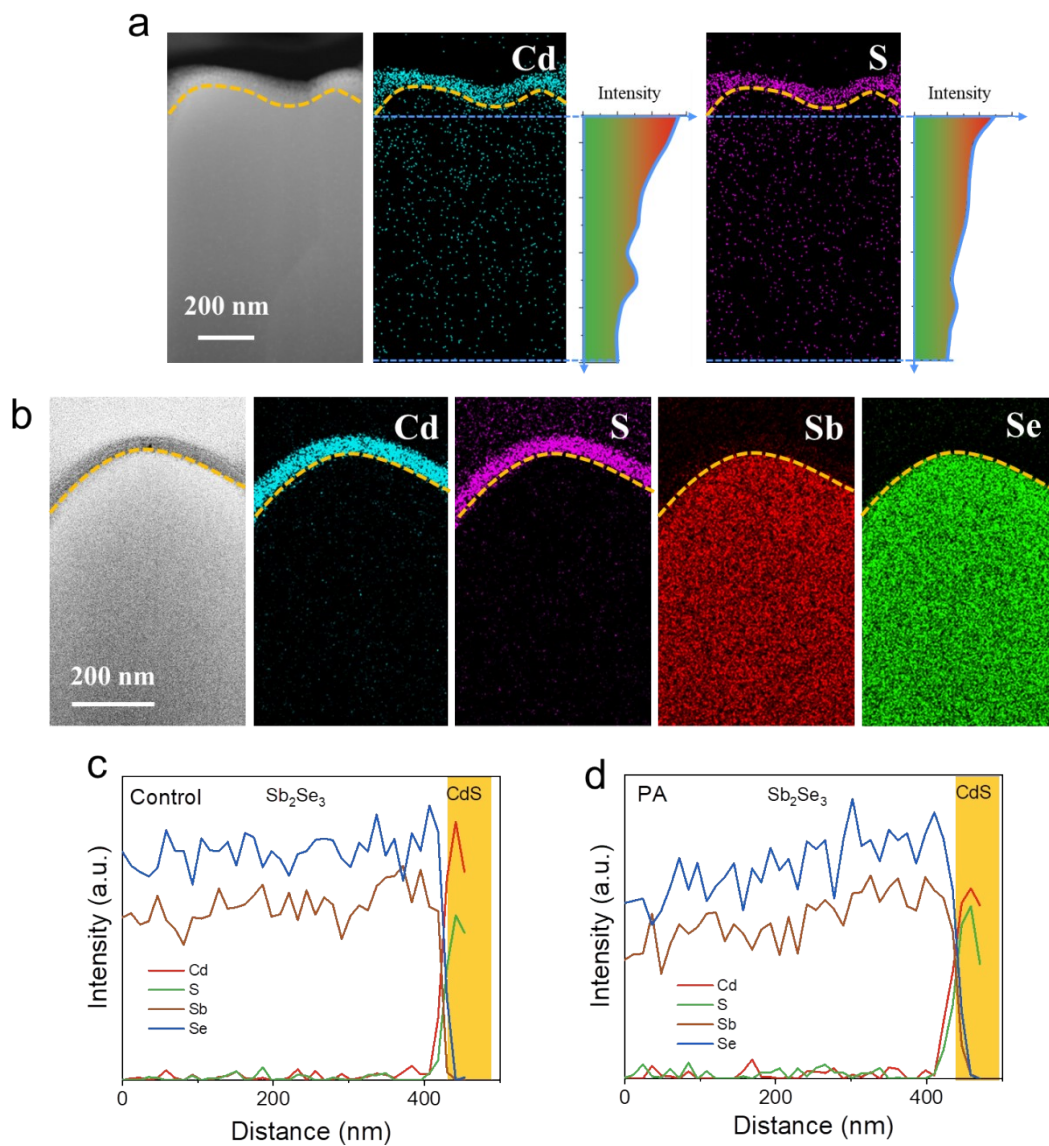 a
Cd
S
Intensity
Intensity
200 nm
b
Cd
S
Sb
Se
200 nm
c
d
Control
Sb₂Se₃
CdS
PA
Sb₂Se₃
CdS
Intensity (a.u.)
Cd
S
Sb
Se
Intensity (a.u.)
Cd
S
Sb
Se
0
200
400
0
200
400
Distance (nm)
Distance (nm)